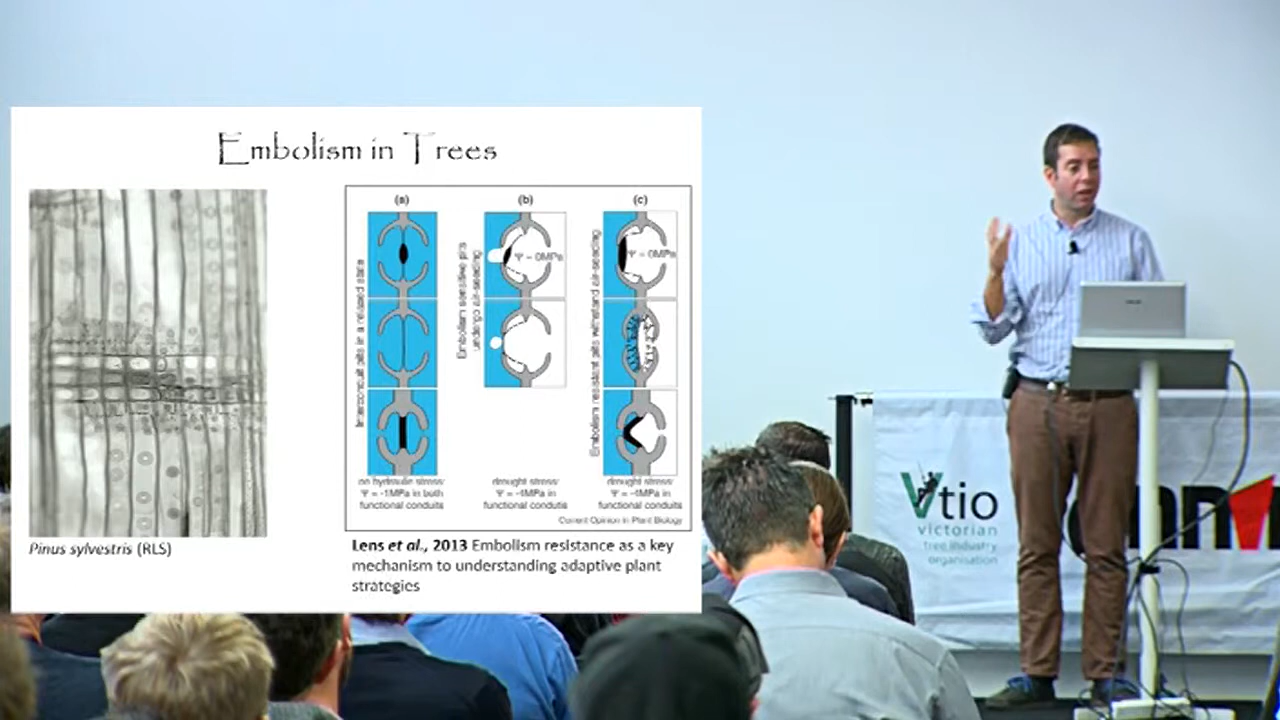 Embolism in Trees
(a)
(b)
(c)
Embolism sensitive pits
undergo air-seeding
Embolism resistant pits withstand air-seeding
Ψ = 0MPa
Ψ = 0MPa
no hydraulic stress:
Ψ = -1MPa in both
functional conduits
drought stress:
Ψ = -4MPa in
functional conduits
drought stress:
Ψ = -4MPa in
functional conduits
Current Opinion in Plant Biology
Pinus sylvestris (RLS)
Lens et al., 2013 Embolism resistance as a key
mechanism to understanding adaptive plant
strategies
Vtio
victorian
tree industry
organisation